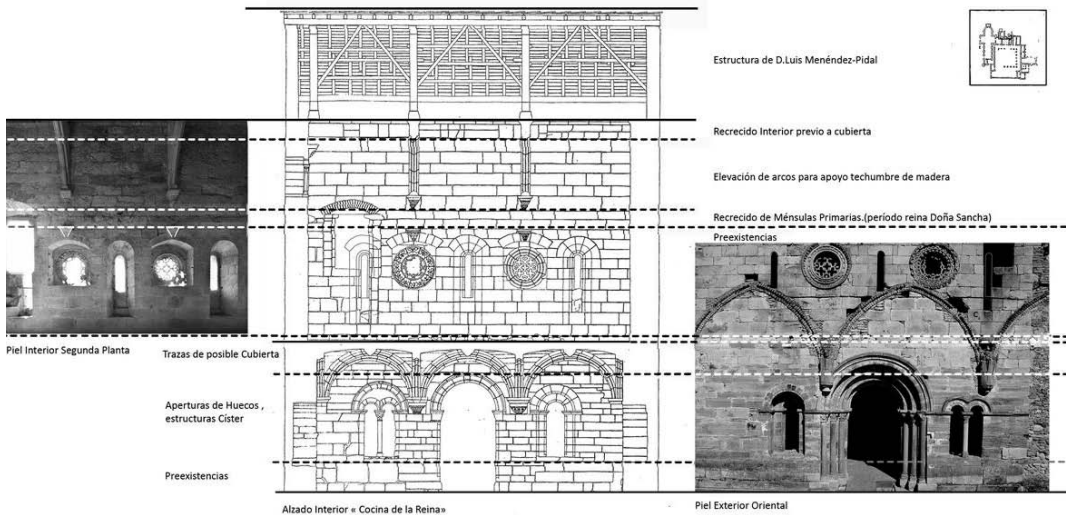 Estructura de D.Luis Menéndez-Pidal
Recrecido Interior previo a cubierta
Elevación de arcos para apoyo techumbre de madera
Recrecido de Ménsulas Primarias.(período reina Doña Sancha)
Preexistencias
Piel Interior Segunda Planta
Trazas de posible Cubierta
Aperturas de Huecos ,
estructuras Císter
Preexistencias
Alzado Interior « Cocina de la Reina»
Piel Exterior Oriental